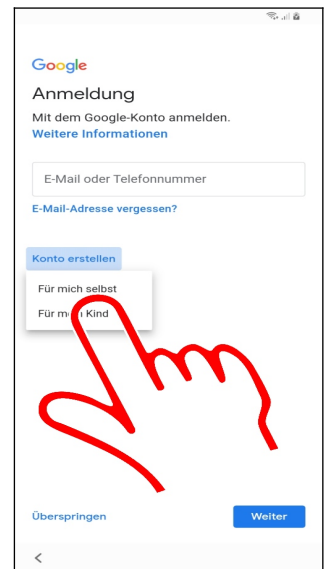 Google
Anmeldung
Mit dem Google-Konto anmelden.
Weitere Informationen
E-Mail oder Telefonnummer
E-Mail-Adresse vergessen?
Konto erstellen
Für mich selbst
Für Kind
Überspringen
Weiter